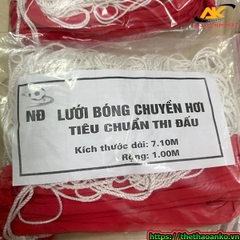 AK
NĐ LƯỚI BÓNG CHUYỀN HƠI
TIÊU CHUẨN THI ĐẤU
Kích thước dài: 7.10M
Rộng: 1.00M
https://thethaoanko.vn